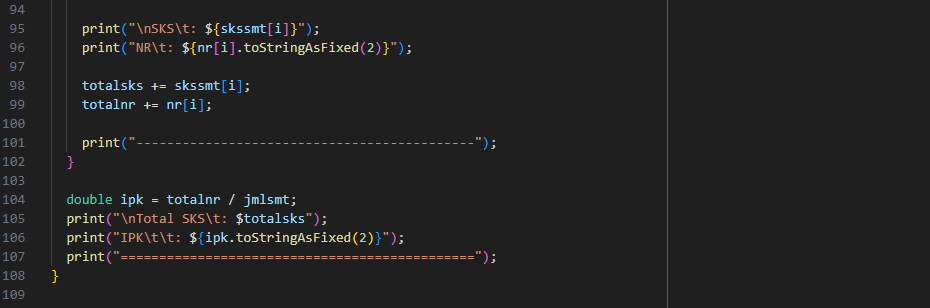 94
95 print("\nSKS\t: ${skssmt[i]}");
96 print("NR\t: ${nr[i].toStringAsFixed(2)}");
97
98 totalsks += skssmt[i];
99 totalnr += nr[i];
100
101 print("--------------------------------------------");
102 }
103
104 double ipk = totalnr / jmlsmt;
105 print("\nTotal SKS\t: $totalsks");
106 print("IPK\t\t: ${ipk.toStringAsFixed(2)}");
107 print("==============================================");
108 }
109